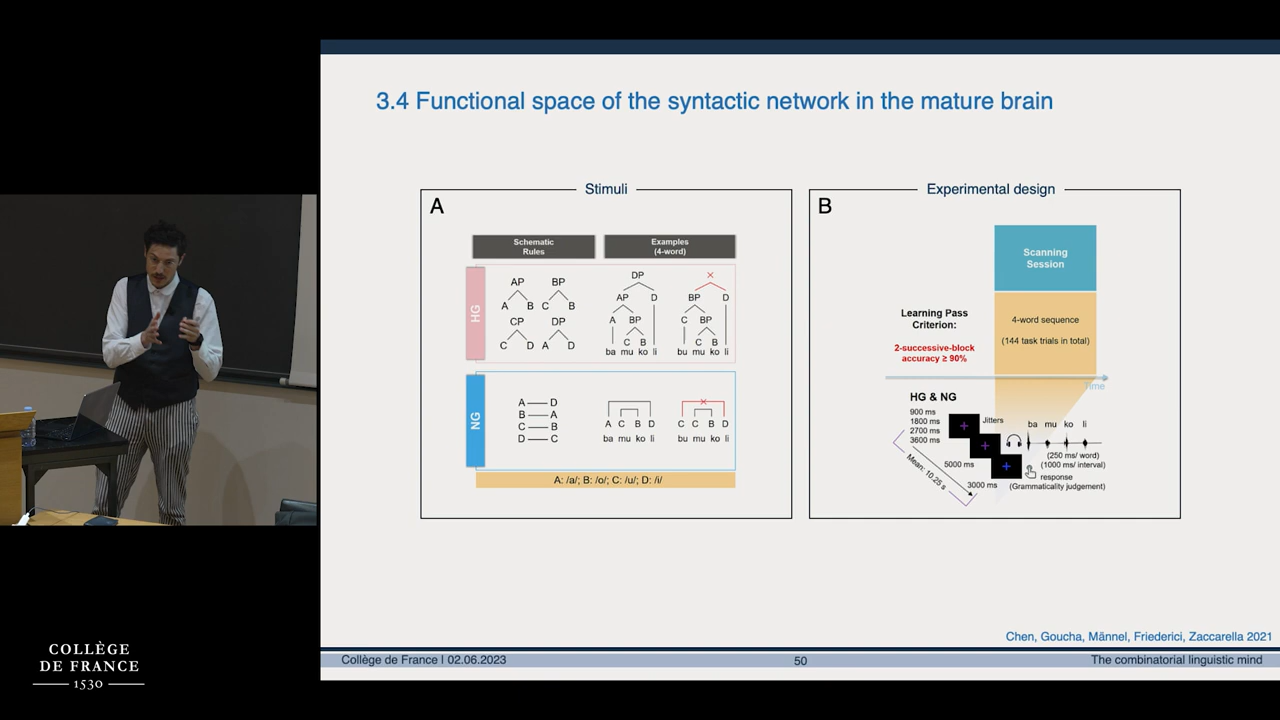 3.4 Functional space of the syntactic network in the mature brain
Stimuli
A
Schematic
Rules
Examples
(4-word)
HG
AP BP
A B C B
CP DP
C D A D
DP
AP D
A BP
C B
ba mu ko li
×
BP D
C BP
C B
bu mu ko li
NG
A — D
B — A
C — B
D — C
A C B D
ba mu ko li
×
C C B D
bu mu ko li
A: /a/; B: /o/; C: /u/; D: /i/
Experimental design
B
Scanning
Session
Learning Pass
Criterion:
2-successive-block
accuracy ≥ 90%
4-word sequence
(144 task trials in total)
Time
HG & NG
900 ms
1800 ms
2700 ms
3600 ms
Jitters
ba mu ko li
(250 ms/ word)
(1000 ms/ interval)
5000 ms
response
(Grammaticality judgement)
3000 ms
Mean: 10.25 s
Chen, Goucha, Männel, Friederici, Zaccarella 2021
Collège de France I 02.06.2023
50
The combinatorial linguistic mind
COLLÈGE
DE FRANCE
1530